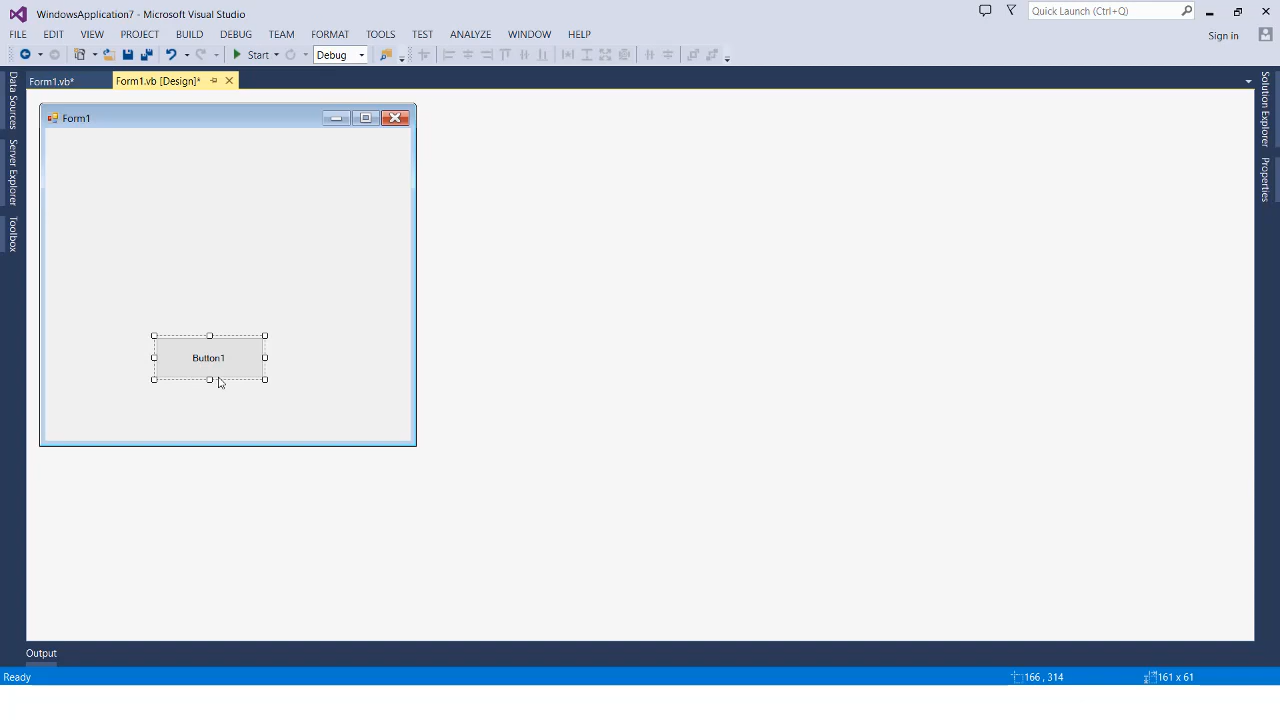 WindowsApplication7 - Microsoft Visual Studio
Quick Launch (Ctrl+Q)
FILE EDIT VIEW PROJECT BUILD DEBUG TEAM FORMAT TOOLS TEST ANALYZE WINDOW HELP
Sign in
Start
Debug
Form1.vb*
Form1.vb [Design]*
Data Sources
Server Explorer
Toolbox
Solution Explorer
Properties
Form1
Button1
Output
Ready
166 , 314
161 x 61